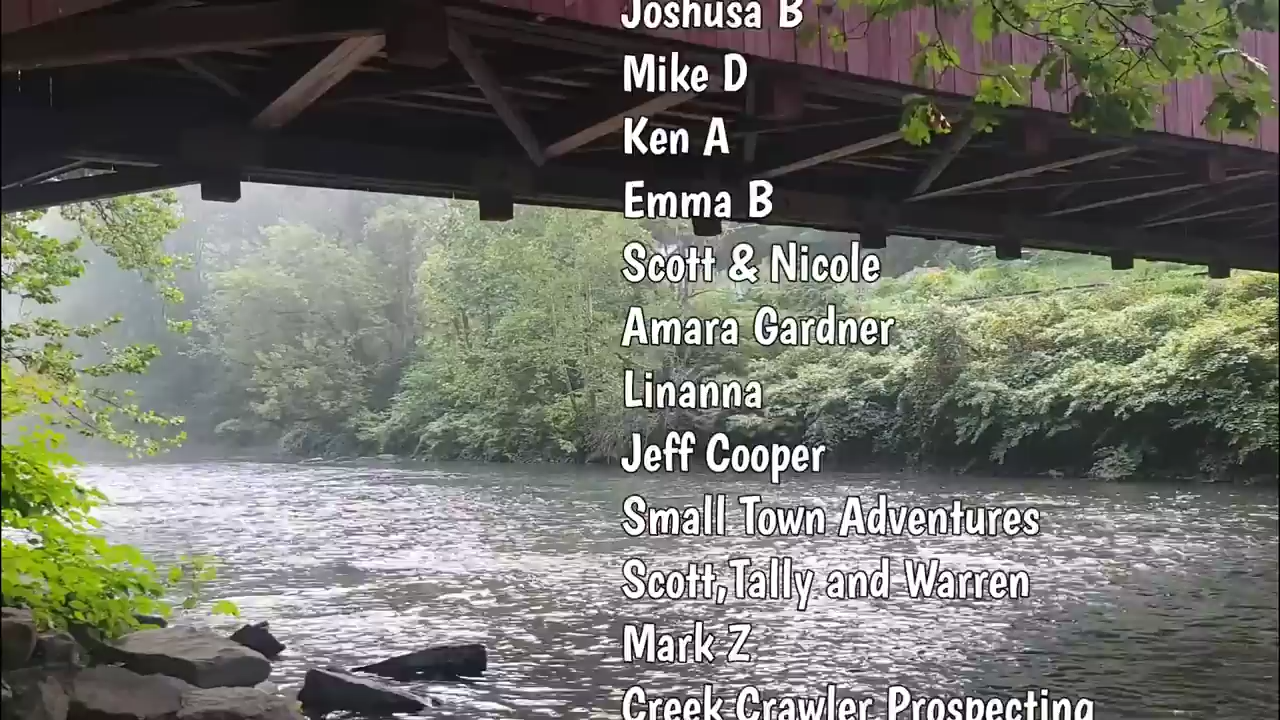 Joshusa B
Mike D
Ken A
Emma B
Scott & Nicole
Amara Gardner
Linanna
Jeff Cooper
Small Town Adventures
Scott,Tally and Warren
Mark Z
Creek Crawler Prospecting